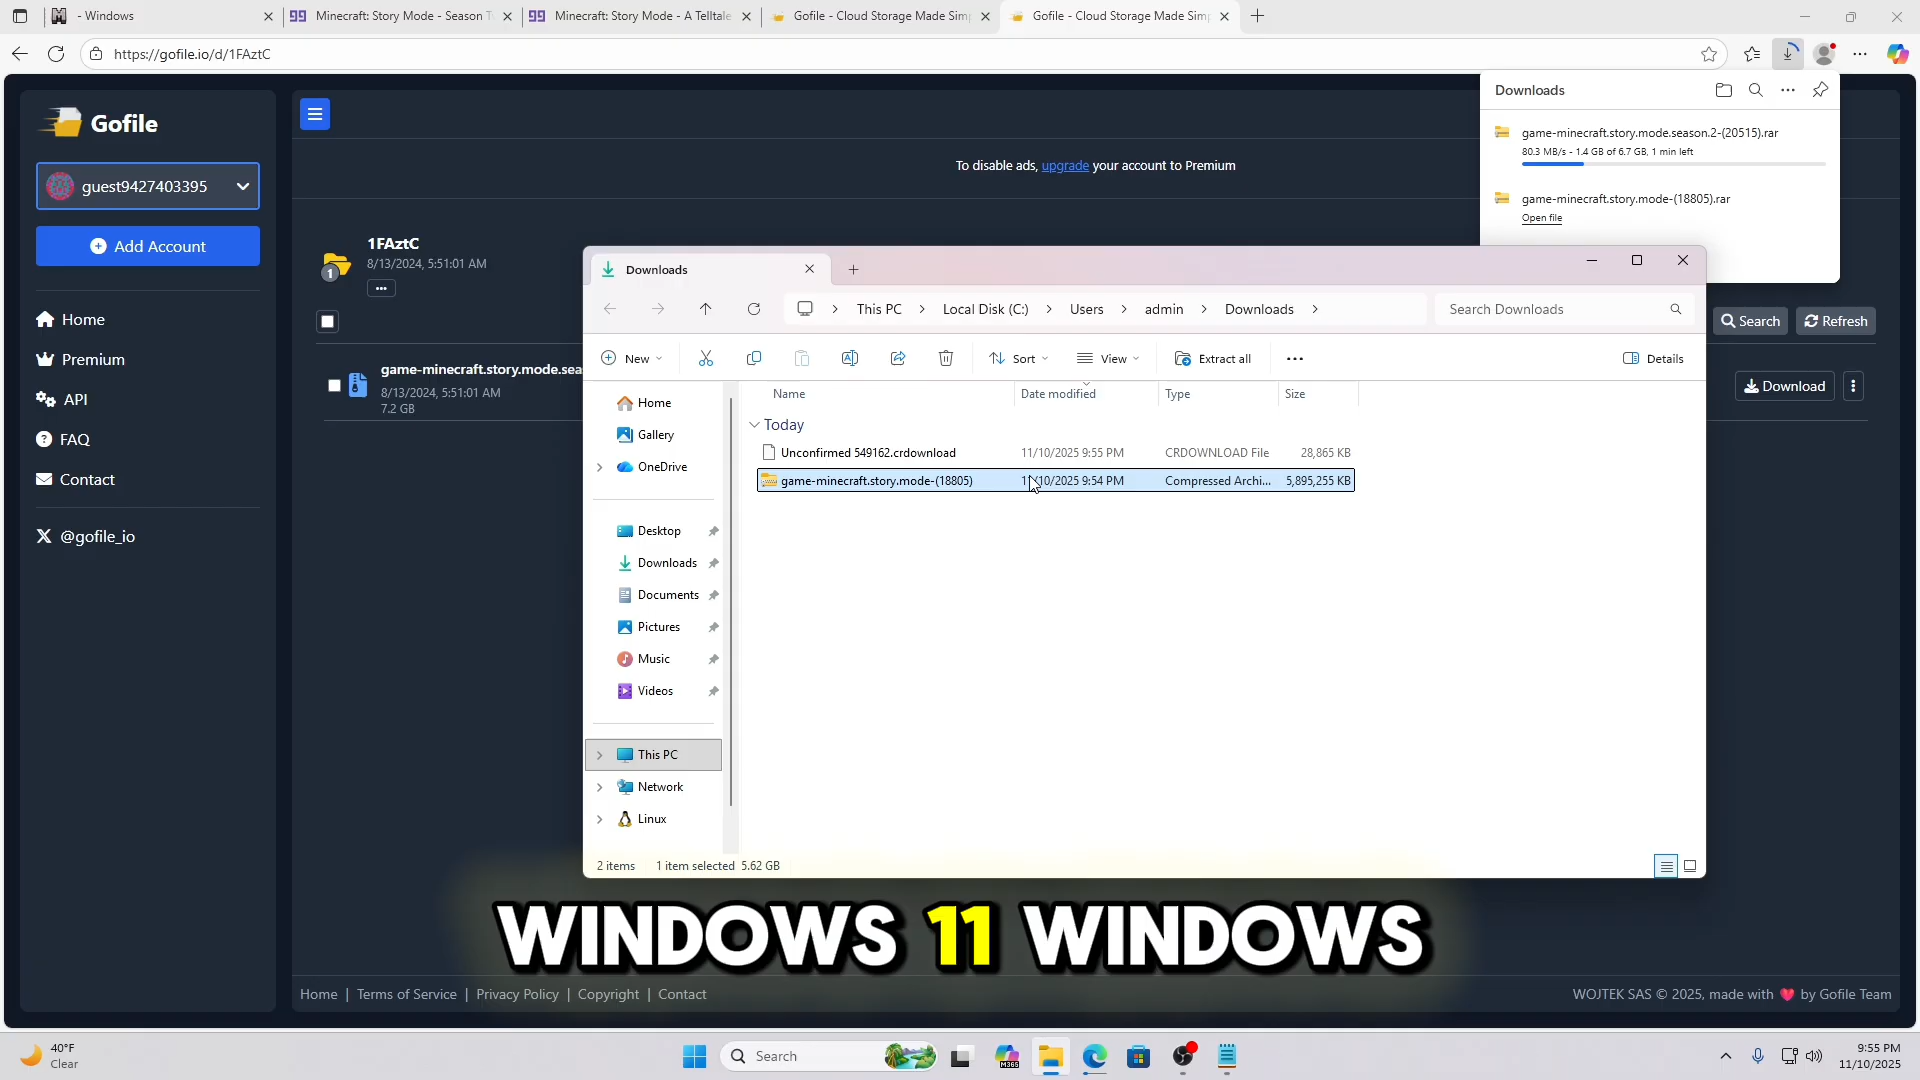 - Windows
Minecraft: Story Mode - Season T
Minecraft: Story Mode - A Telltale
Gofile - Cloud Storage Made Sim
Gofile - Cloud Storage Made Sim
https://gofile.io/d/1FAztC
Gofile
guest9427403395
Add Account
Home
Premium
API
FAQ
Contact
@gofile_io
To disable ads, upgrade your account to Premium
1
1FAztC
8/13/2024, 5:51:01 AM
game-minecraft.story.mode.sea
8/13/2024, 5:51:01 AM
7.2 GB
Search
Refresh
Download
Downloads
game-minecraft.story.mode.season.2-(20515).rar
80.3 MB/s - 1.4 GB of 6.7 GB, 1 min left
game-minecraft.story.mode-(18805).rar
Open file
Downloads
This PC
Local Disk (C:)
Users
admin
Downloads
Search Downloads
New
Sort
View
Extract all
Details
Home
Gallery
OneDrive
Desktop
Downloads
Documents
Pictures
Music
Videos
This PC
Network
Linux
Name Date modified Type Size
Today
Unconfirmed 549162.crdownload 11/10/2025 9:55 PM CRDOWNLOAD File 28,865 KB
game-minecraft.story.mode-(18805) 11/10/2025 9:54 PM Compressed Archi... 5,895,255 KB
2 items 1 item selected 5.62 GB
WINDOWS 11 WINDOWS
Home | Terms of Service | Privacy Policy | Copyright | Contact
WOJTEK SAS © 2025, made with ❤ by Gofile Team
40°F
Clear
Search
M365
9:55 PM
11/10/2025